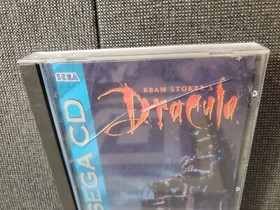 SEGA
BRAM STOKER'S
Dracula
SEGA CD